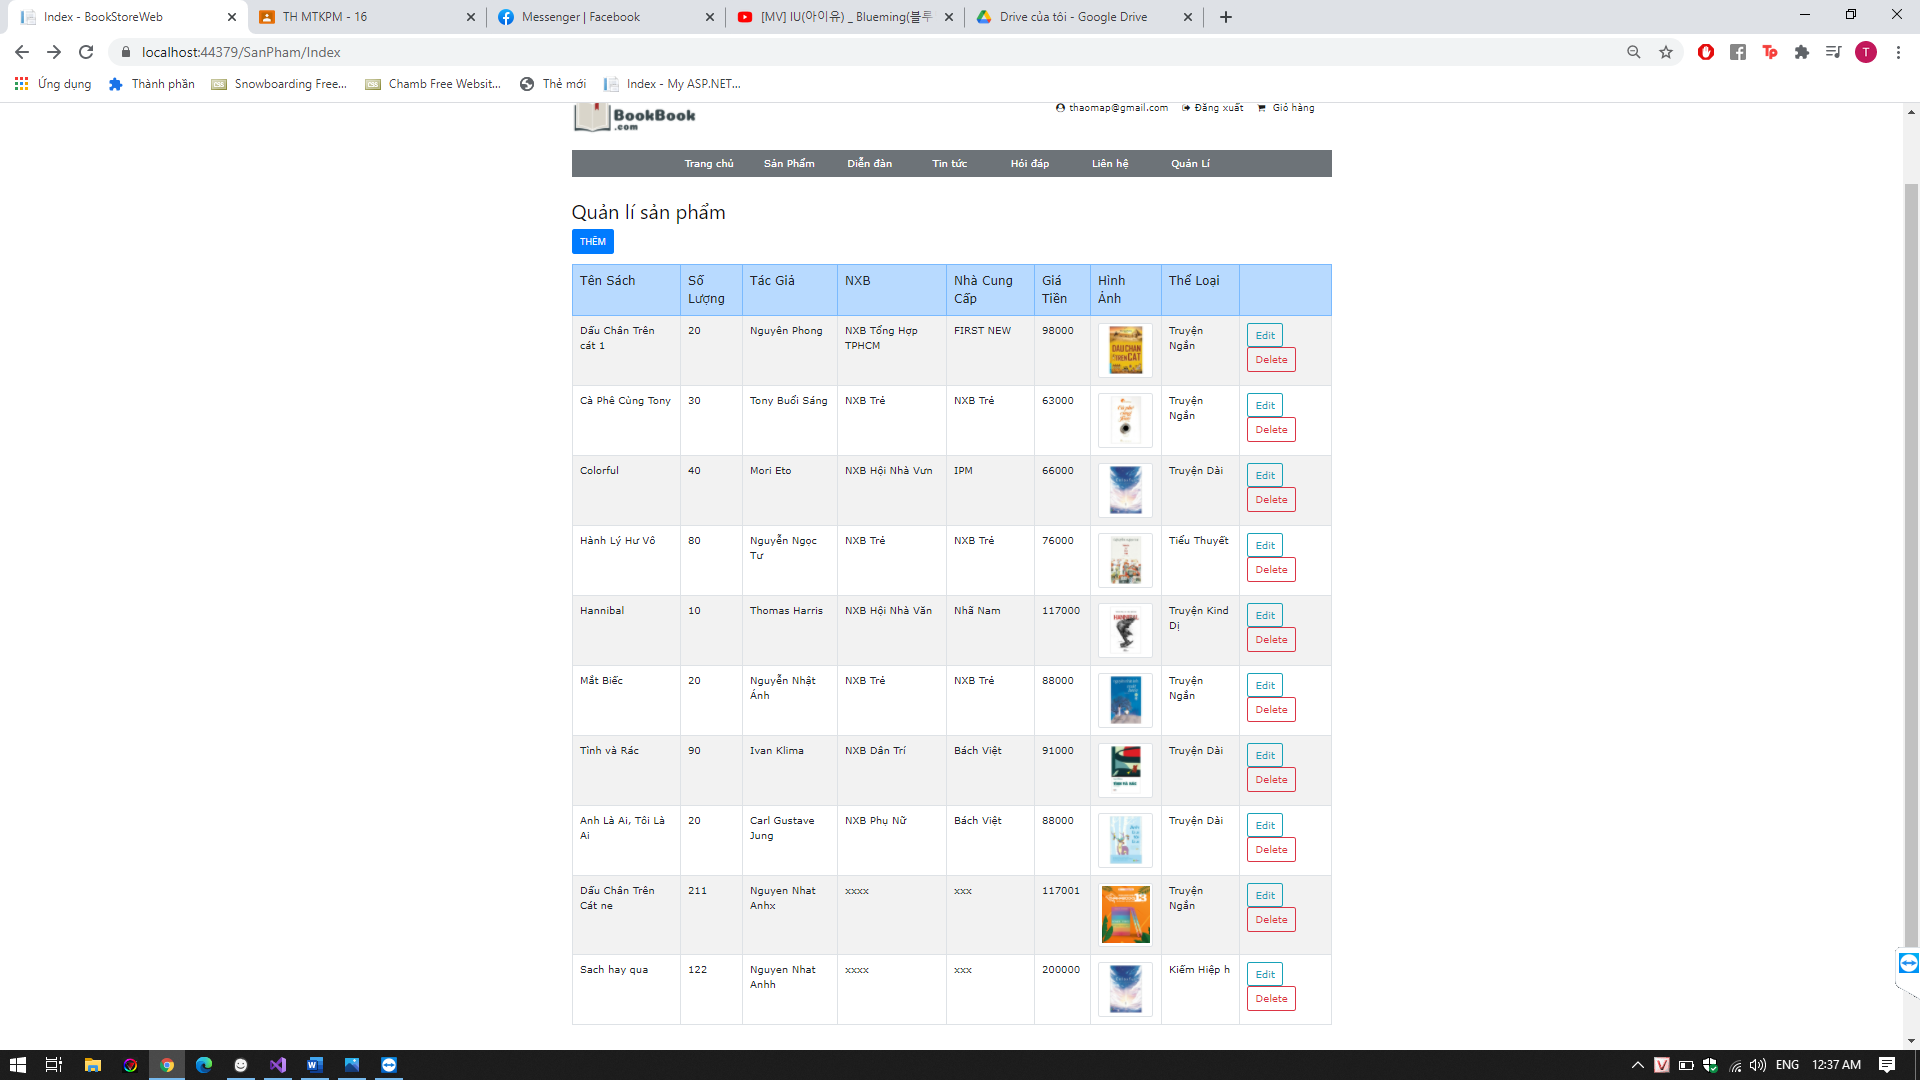 Index - BookStoreWeb
TH MTKPM - 16
Messenger | Facebook
[MV] IU(아이유) _ Blueming(블루
Drive của tôi - Google Drive
localhost:44379/SanPham/Index
T
Ứng dụng
Thành phần
Snowboarding Free...
Chamb Free Websit...
Thẻ mới
Index - My ASP.NET...
BookBook
.com
thaomap@gmail.com
Đăng xuất
Giỏ hàng
Trang chủ
Sản Phẩm
Diễn đàn
Tin tức
Hỏi đáp
Liên hệ
Quản Lí
Quản lí sản phẩm
THÊM
Tên Sách
Số Lượng
Tác Giả
NXB
Nhà Cung Cấp
Giá Tiền
Hình Ảnh
Thể Loại
Dấu Chân Trên cát 1
20
Nguyên Phong
NXB Tổng Hợp TPHCM
FIRST NEW
98000
DẤU CHÂN TRÊN CÁT
Truyện Ngắn
Edit
Delete
Cà Phê Cùng Tony
30
Tony Buổi Sáng
NXB Trẻ
NXB Trẻ
63000
Truyện Ngắn
Edit
Delete
Colorful
40
Mori Eto
NXB Hội Nhà Vưn
IPM
66000
Truyện Dài
Edit
Delete
Hành Lý Hư Vô
80
Nguyễn Ngọc Tư
NXB Trẻ
NXB Trẻ
76000
Tiểu Thuyết
Edit
Delete
Hannibal
10
Thomas Harris
NXB Hội Nhà Văn
Nhã Nam
117000
Truyện Kind Dị
Edit
Delete
Mắt Biếc
20
Nguyễn Nhật Ánh
NXB Trẻ
NXB Trẻ
88000
Truyện Ngắn
Edit
Delete
Tình và Rác
90
Ivan Klima
NXB Dân Trí
Bách Việt
91000
Truyện Dài
Edit
Delete
Anh Là Ai, Tôi Là Ai
20
Carl Gustave Jung
NXB Phụ Nữ
Bách Việt
88000
Truyện Dài
Edit
Delete
Dấu Chân Trên Cát ne
211
Nguyen Nhat Anhx
xxxx
xxx
117001
Truyện Ngắn
Edit
Delete
Sach hay qua
122
Nguyen Nhat Anhh
xxxx
xxx
200000
Kiếm Hiệp h
Edit
Delete
ENG
12:37 AM